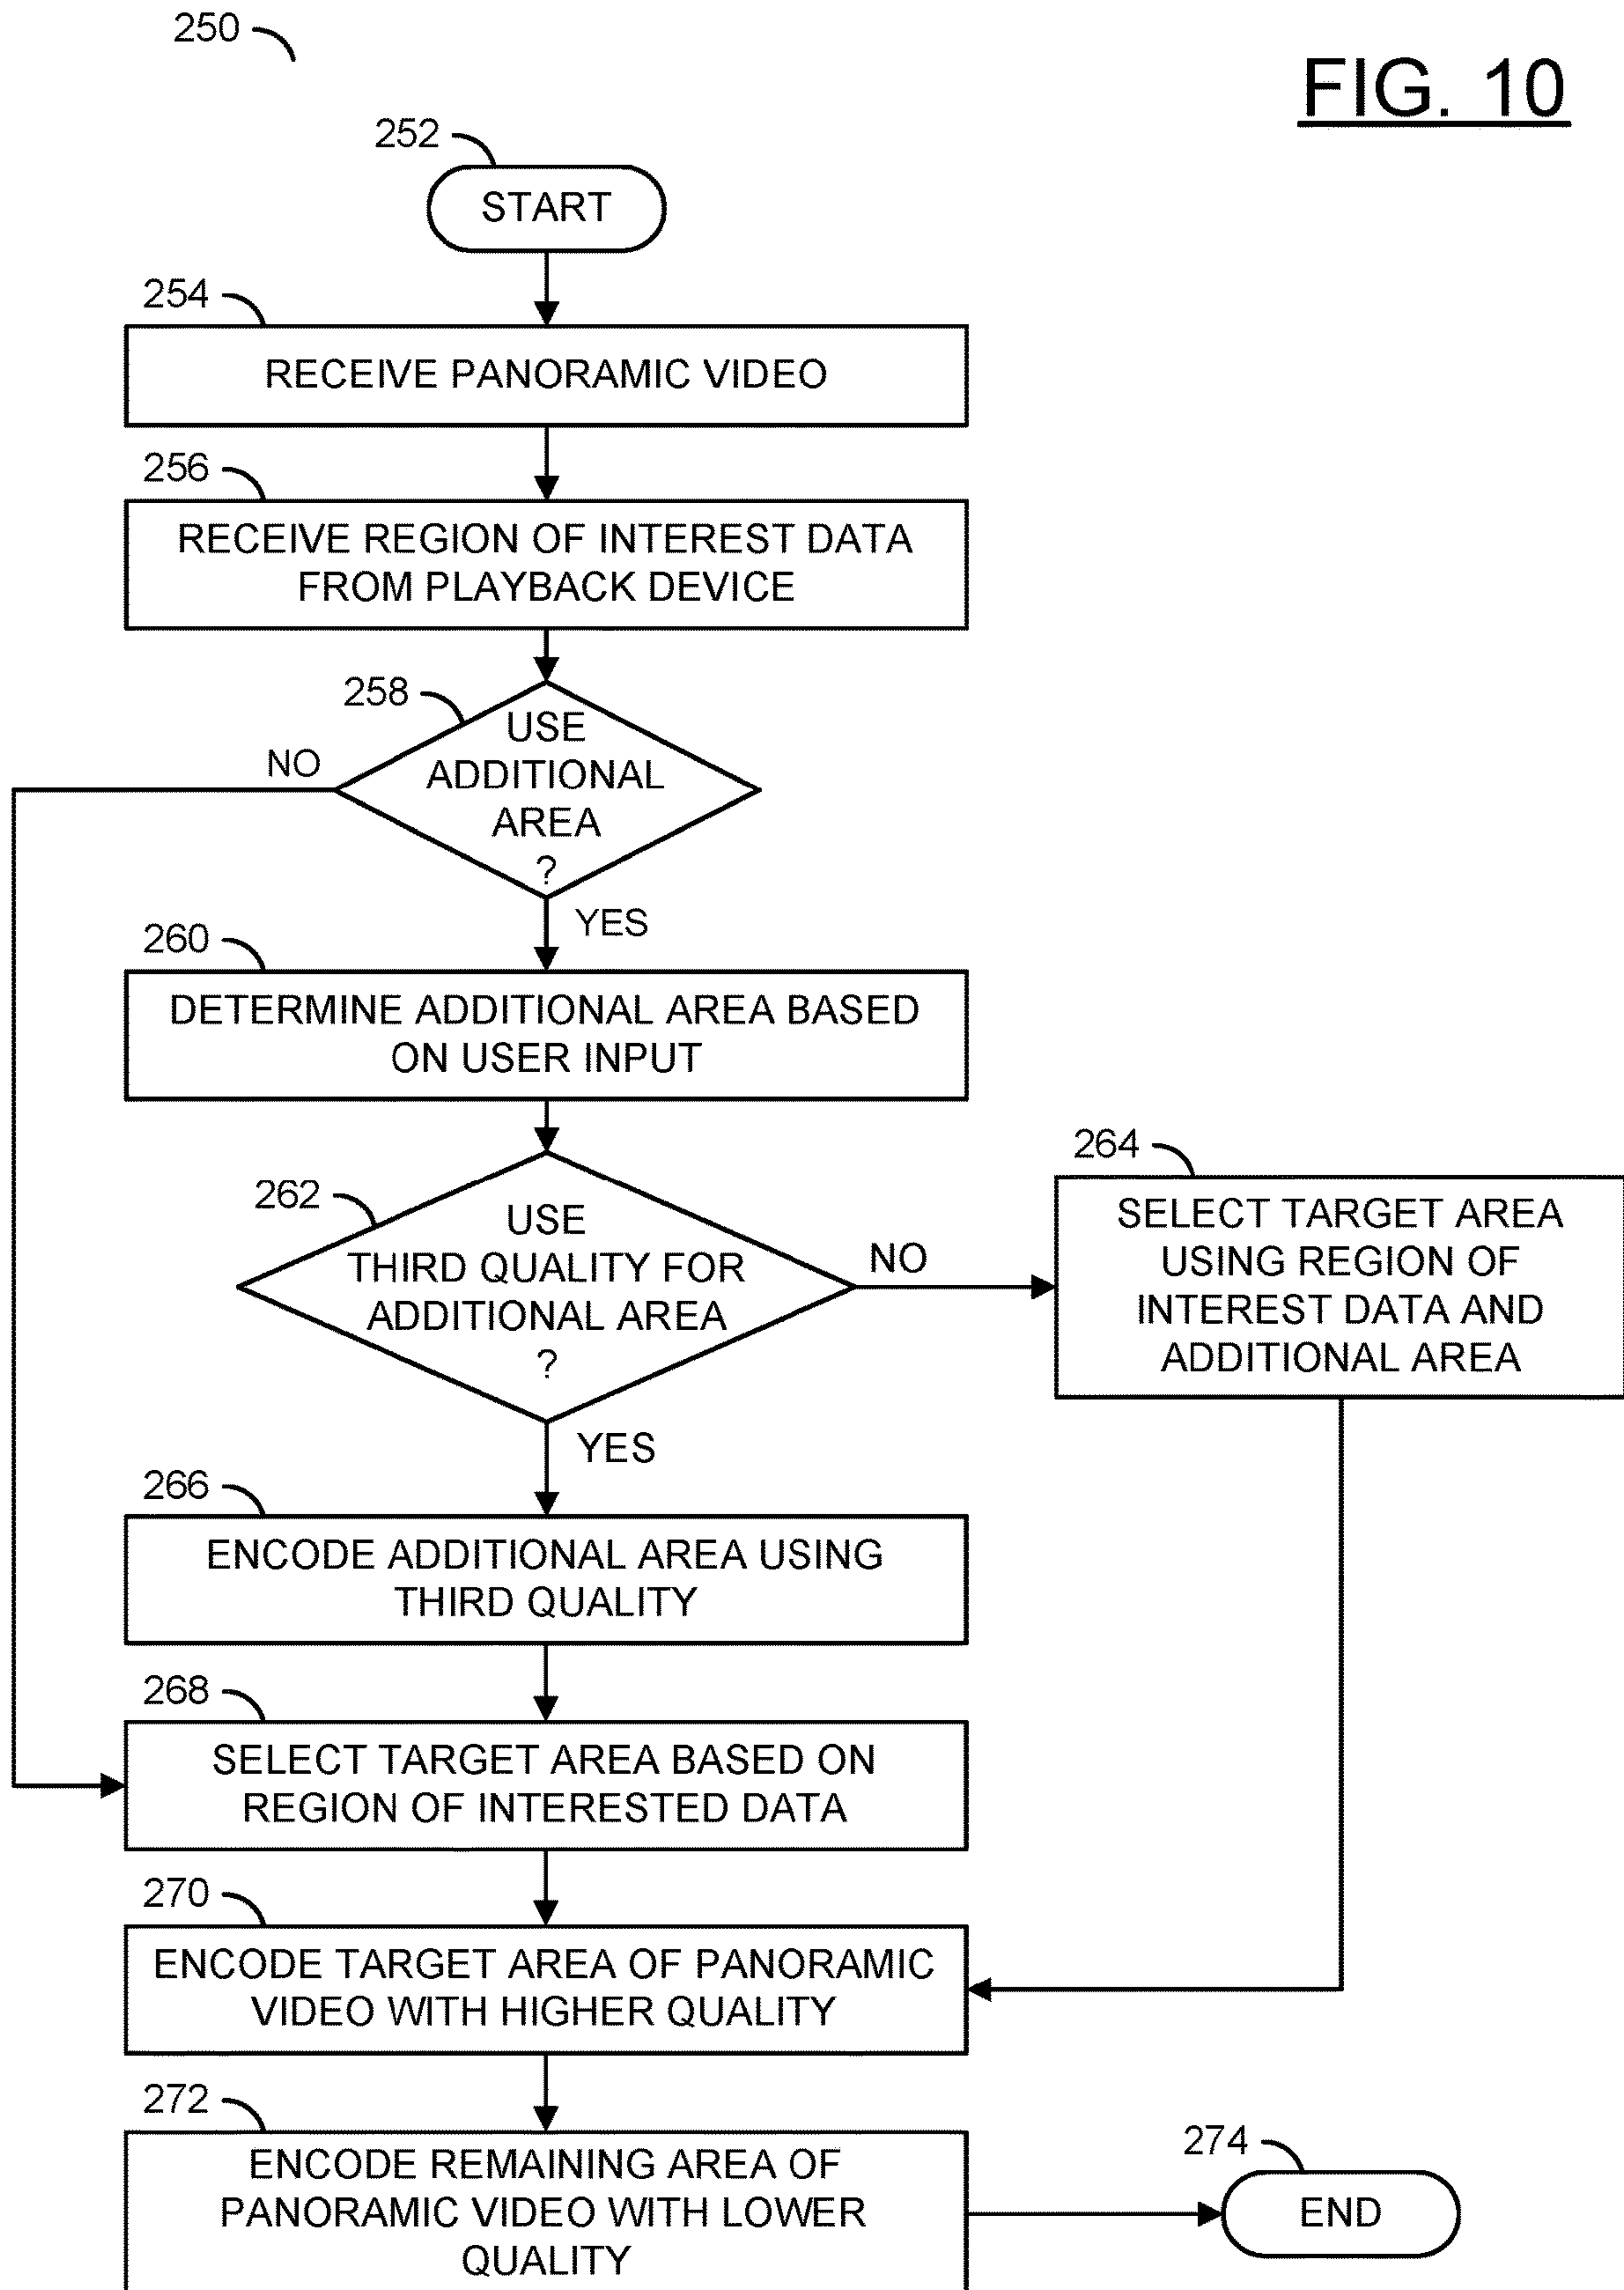 250
FIG. 10
252
START
254
RECEIVE PANORAMIC VIDEO
256
RECEIVE REGION OF INTEREST DATA
FROM PLAYBACK DEVICE
258
USE
ADDITIONAL
AREA
?
NO
YES
260
DETERMINE ADDITIONAL AREA BASED
ON USER INPUT
262
USE
THIRD QUALITY FOR
ADDITIONAL AREA
?
NO
264
SELECT TARGET AREA
USING REGION OF
INTEREST DATA AND
ADDITIONAL AREA
YES
266
ENCODE ADDITIONAL AREA USING
THIRD QUALITY
268
SELECT TARGET AREA BASED ON
REGION OF INTERESTED DATA
270
ENCODE TARGET AREA OF PANORAMIC
VIDEO WITH HIGHER QUALITY
272
ENCODE REMAINING AREA OF
PANORAMIC VIDEO WITH LOWER
QUALITY
274
END